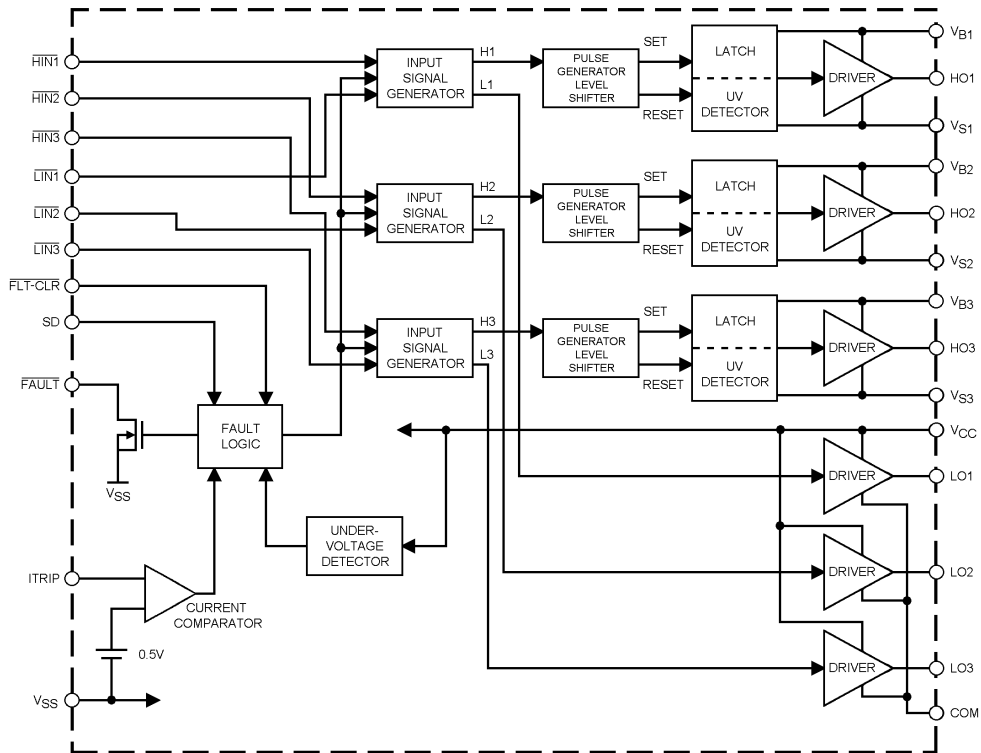 HIN1
HIN2
HIN3
LIN1
LIN2
LIN3
FLT-CLR
SD
FAULT
VSS
ITRIP
VSS
0.5V
CURRENT
COMPARATOR
FAULT
LOGIC
UNDER-
VOLTAGE
DETECTOR
INPUT
SIGNAL
GENERATOR
H1
L1
PULSE
GENERATOR
LEVEL
SHIFTER
SET
RESET
LATCH
UV
DETECTOR
DRIVER
VB1
HO1
VS1
INPUT
SIGNAL
GENERATOR
H2
L2
PULSE
GENERATOR
LEVEL
SHIFTER
SET
RESET
LATCH
UV
DETECTOR
DRIVER
VB2
HO2
VS2
INPUT
SIGNAL
GENERATOR
H3
L3
PULSE
GENERATOR
LEVEL
SHIFTER
SET
RESET
LATCH
UV
DETECTOR
DRIVER
VB3
HO3
VS3
VCC
DRIVER
LO1
DRIVER
LO2
DRIVER
LO3
COM